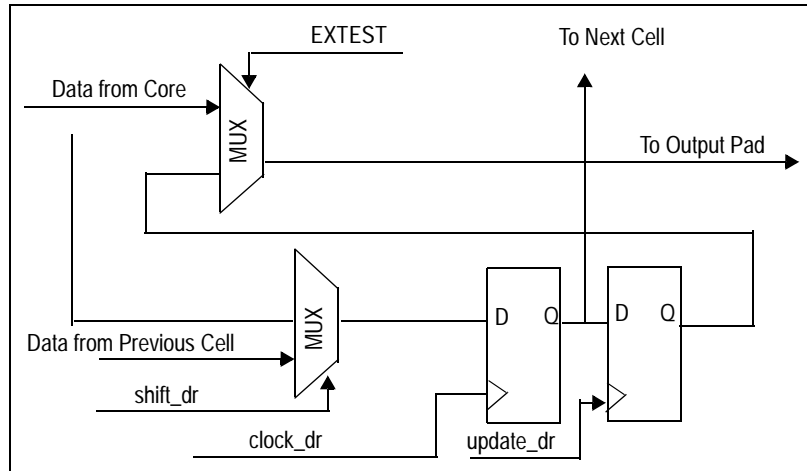 EXTEST
To Next Cell
Data from Core
MUX
To Output Pad
MUX
D Q
D Q
Data from Previous Cell
shift_dr
clock_dr
update_dr